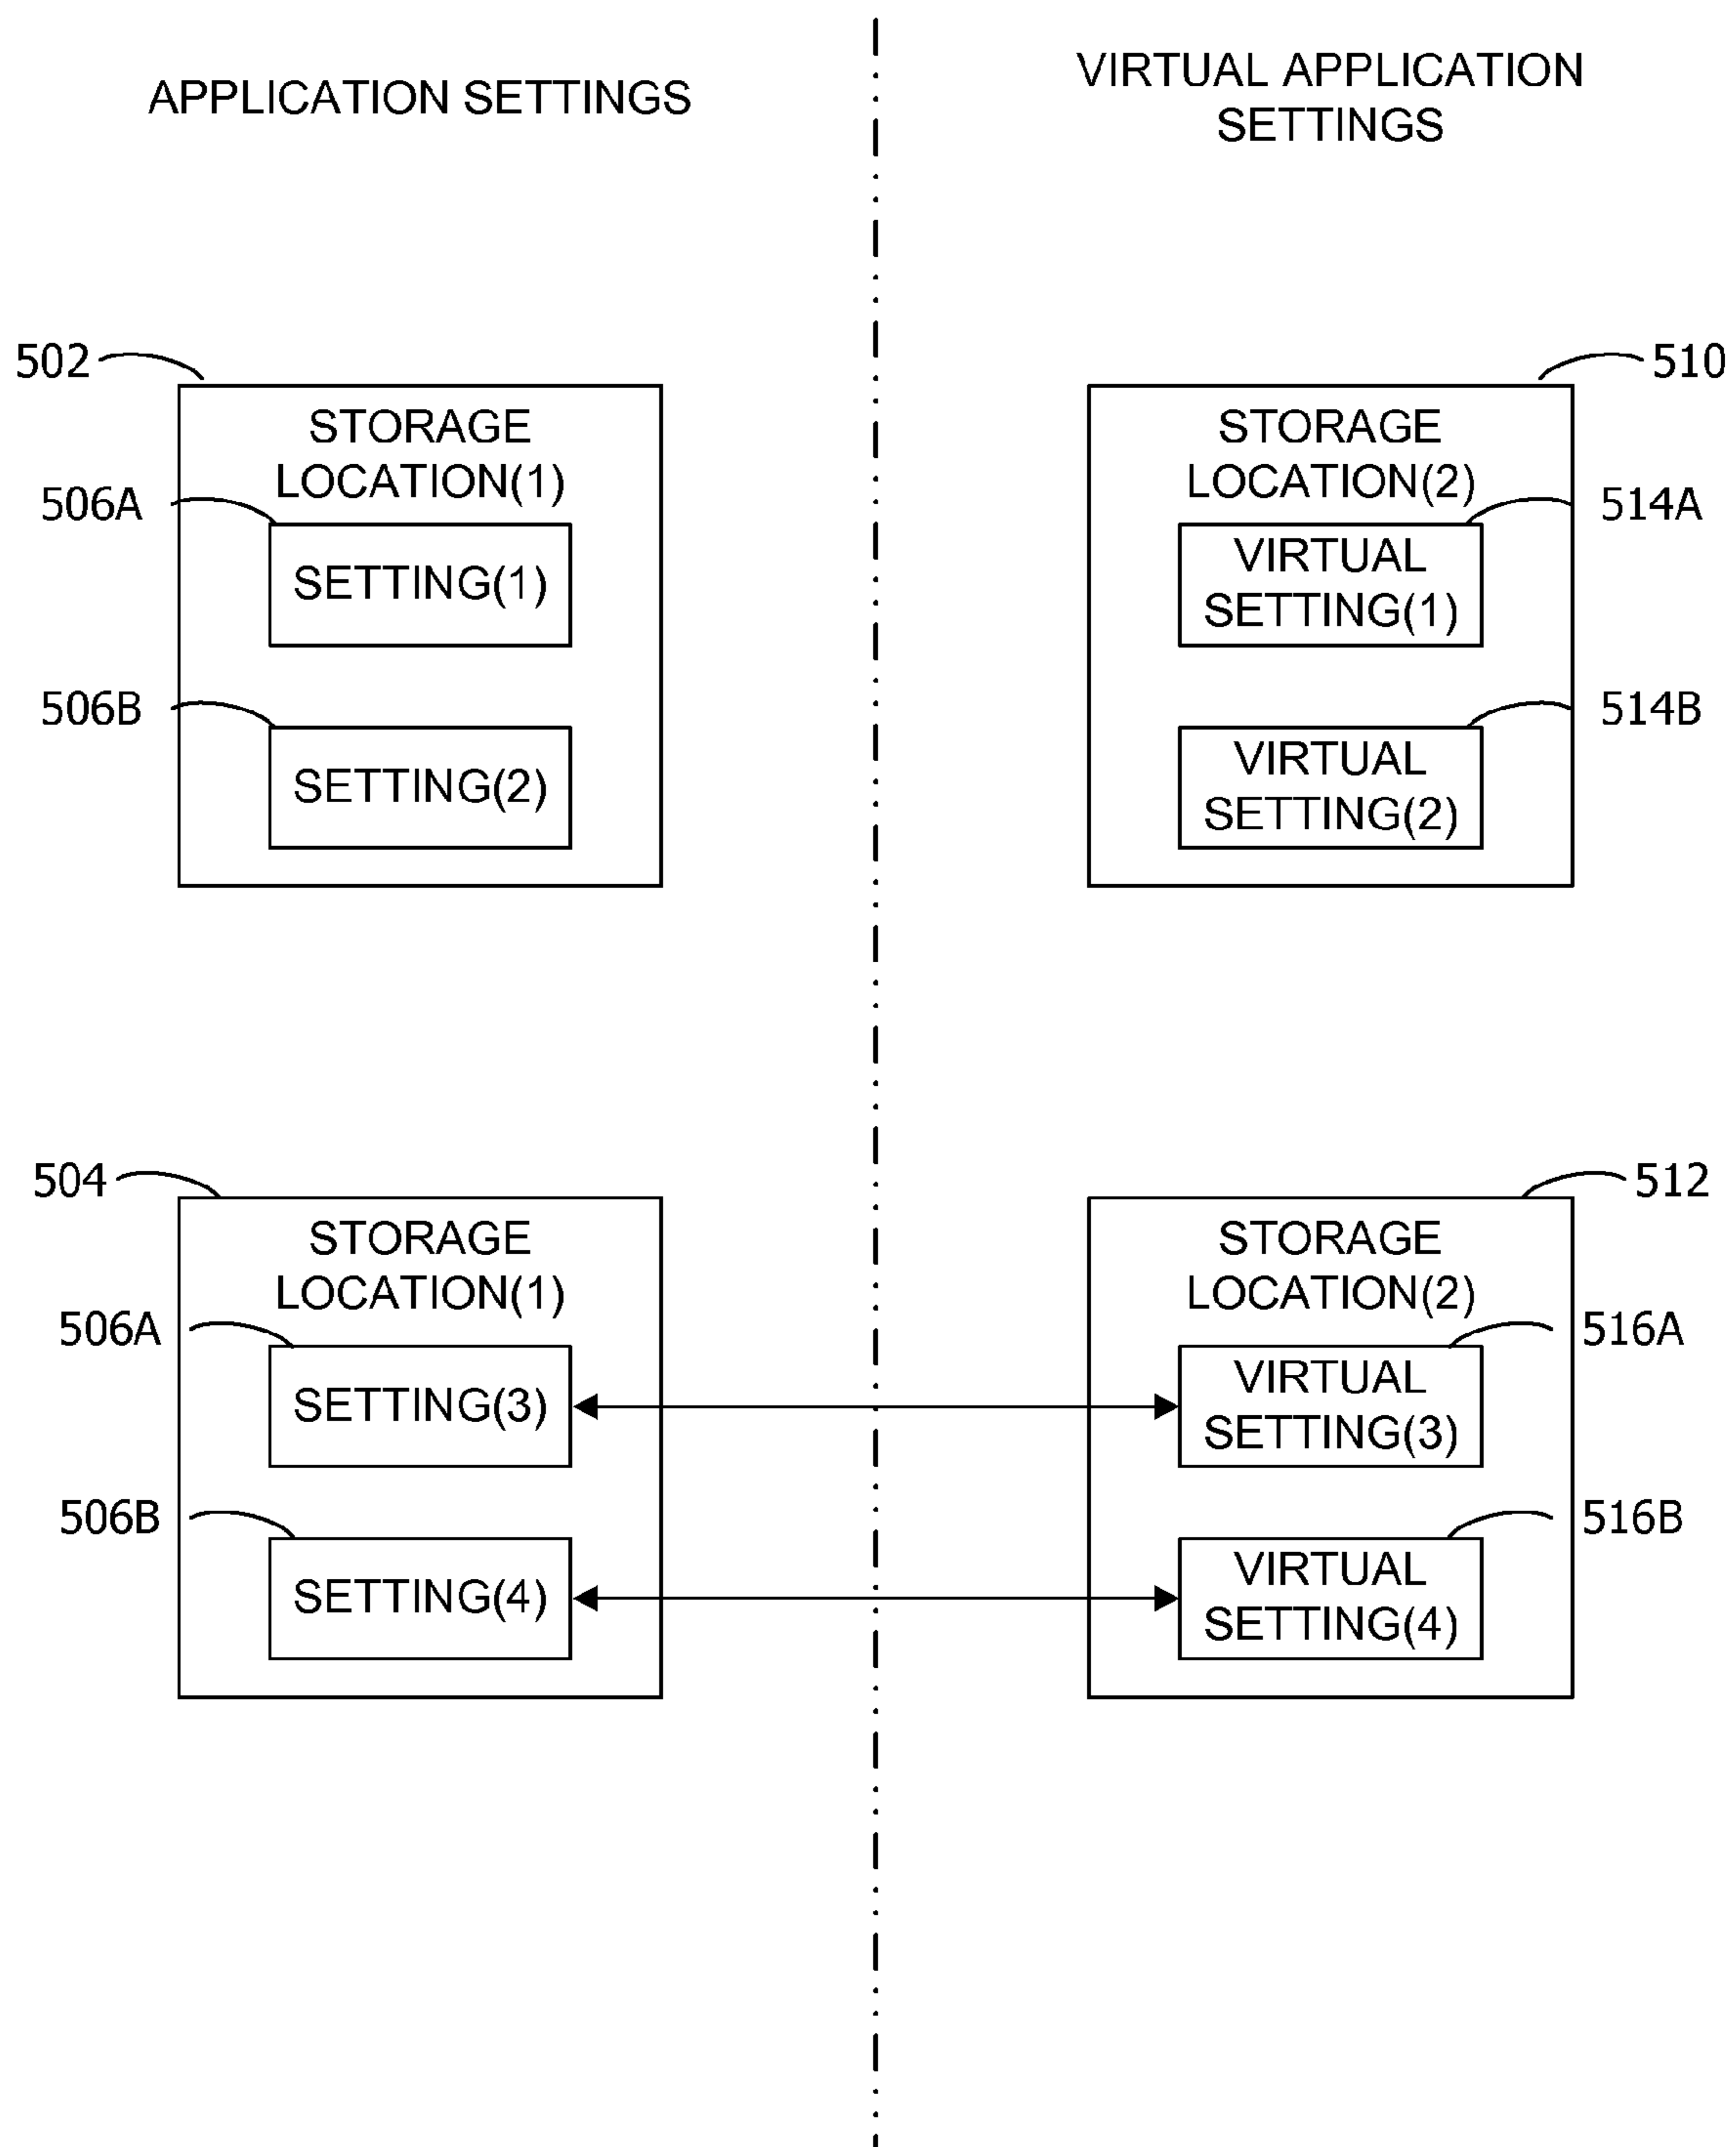 APPLICATION SETTINGS
VIRTUAL APPLICATION
SETTINGS
502
STORAGE
LOCATION(1)
506A
SETTING(1)
506B
SETTING(2)
510
STORAGE
LOCATION(2)
514A
VIRTUAL
SETTING(1)
514B
VIRTUAL
SETTING(2)
504
STORAGE
LOCATION(1)
506A
SETTING(3)
506B
SETTING(4)
512
STORAGE
LOCATION(2)
516A
VIRTUAL
SETTING(3)
516B
VIRTUAL
SETTING(4)